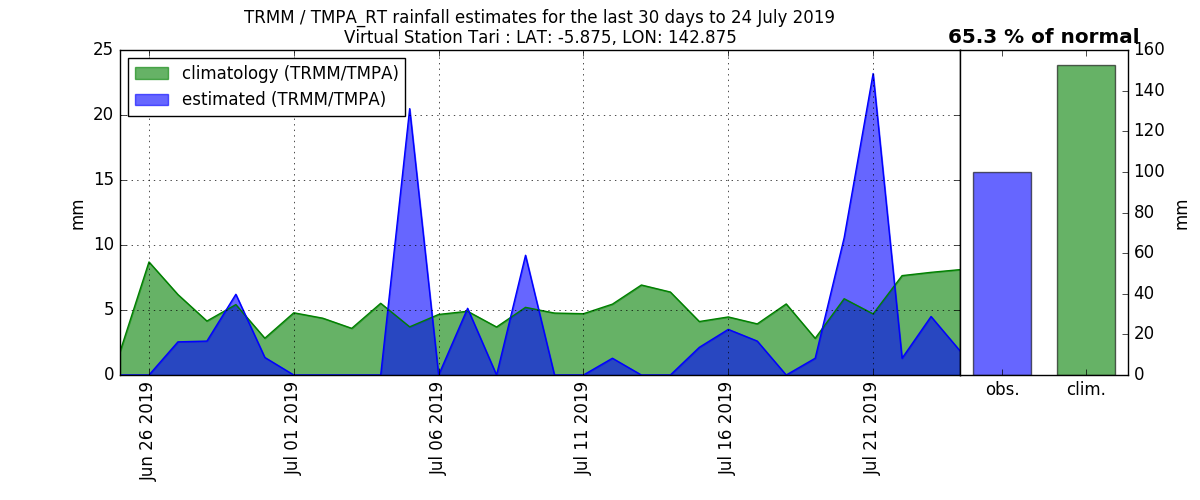 TRMM / TMPA_RT rainfall estimates for the last 30 days to 24 July 2019
Virtual Station Tari : LAT: -5.875, LON: 142.875
65.3 % of normal
climatology (TRMM/TMPA)
estimated (TRMM/TMPA)
25
20
15
10
5
0
mm
Jun 26 2019
Jul 01 2019
Jul 06 2019
Jul 11 2019
Jul 16 2019
Jul 21 2019
obs.
clim.
160
140
120
100
80
60
40
20
0
mm